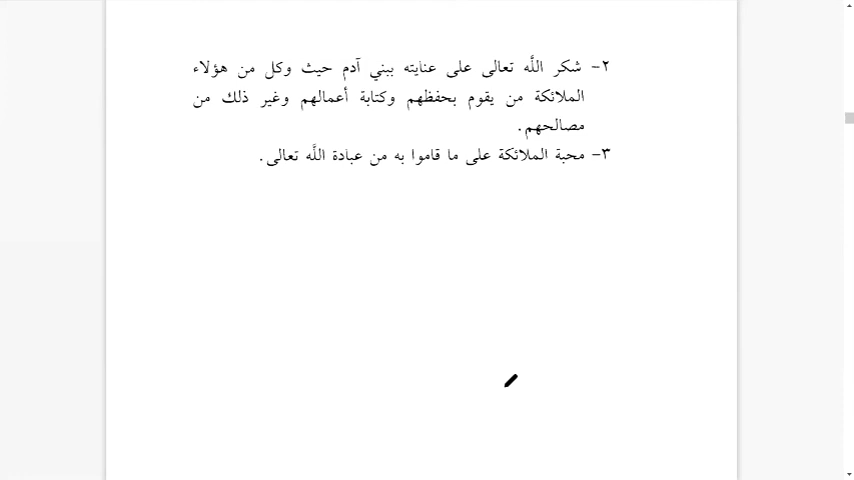 ٢- شكر اللَّه تعالى على عنايته ببني آدم حيث وكل من هؤلاء
الملائكة من يقوم بحفظهم وكتابة أعمالهم وغير ذلك من
مصالحهم.
٣- محبة الملائكة على ما قاموا به من عبادة اللَّه تعالى.